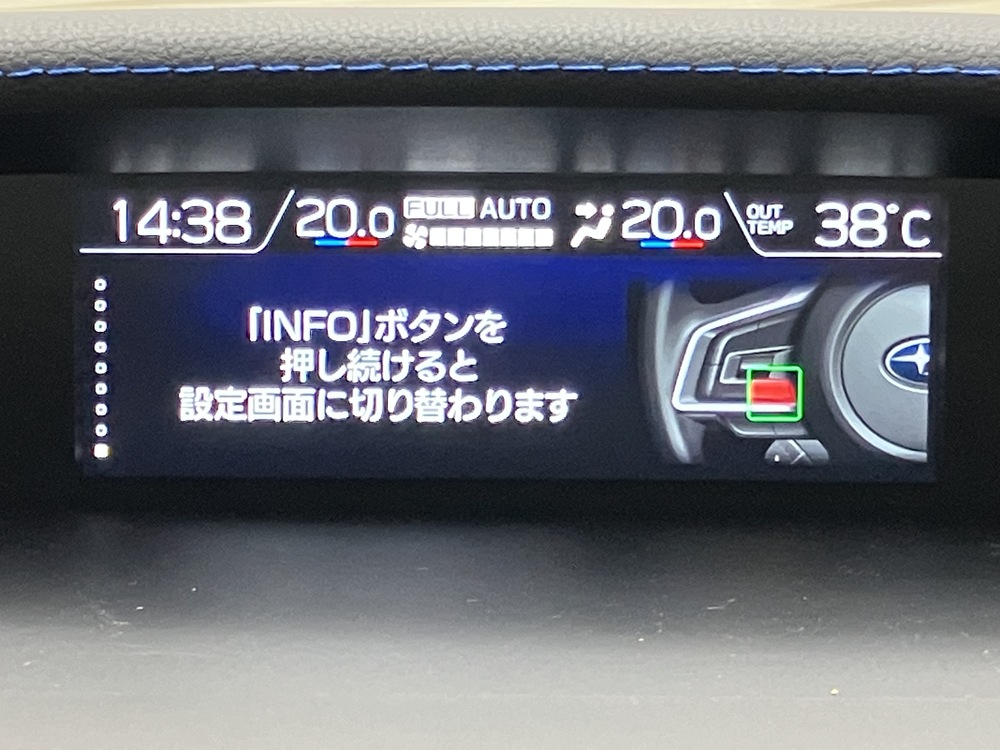 14:38
20.0
FULL AUTO
20.0
OUT
TEMP
38°C
「INFO」ボタンを
押し続けると
設定画面に切り替わります